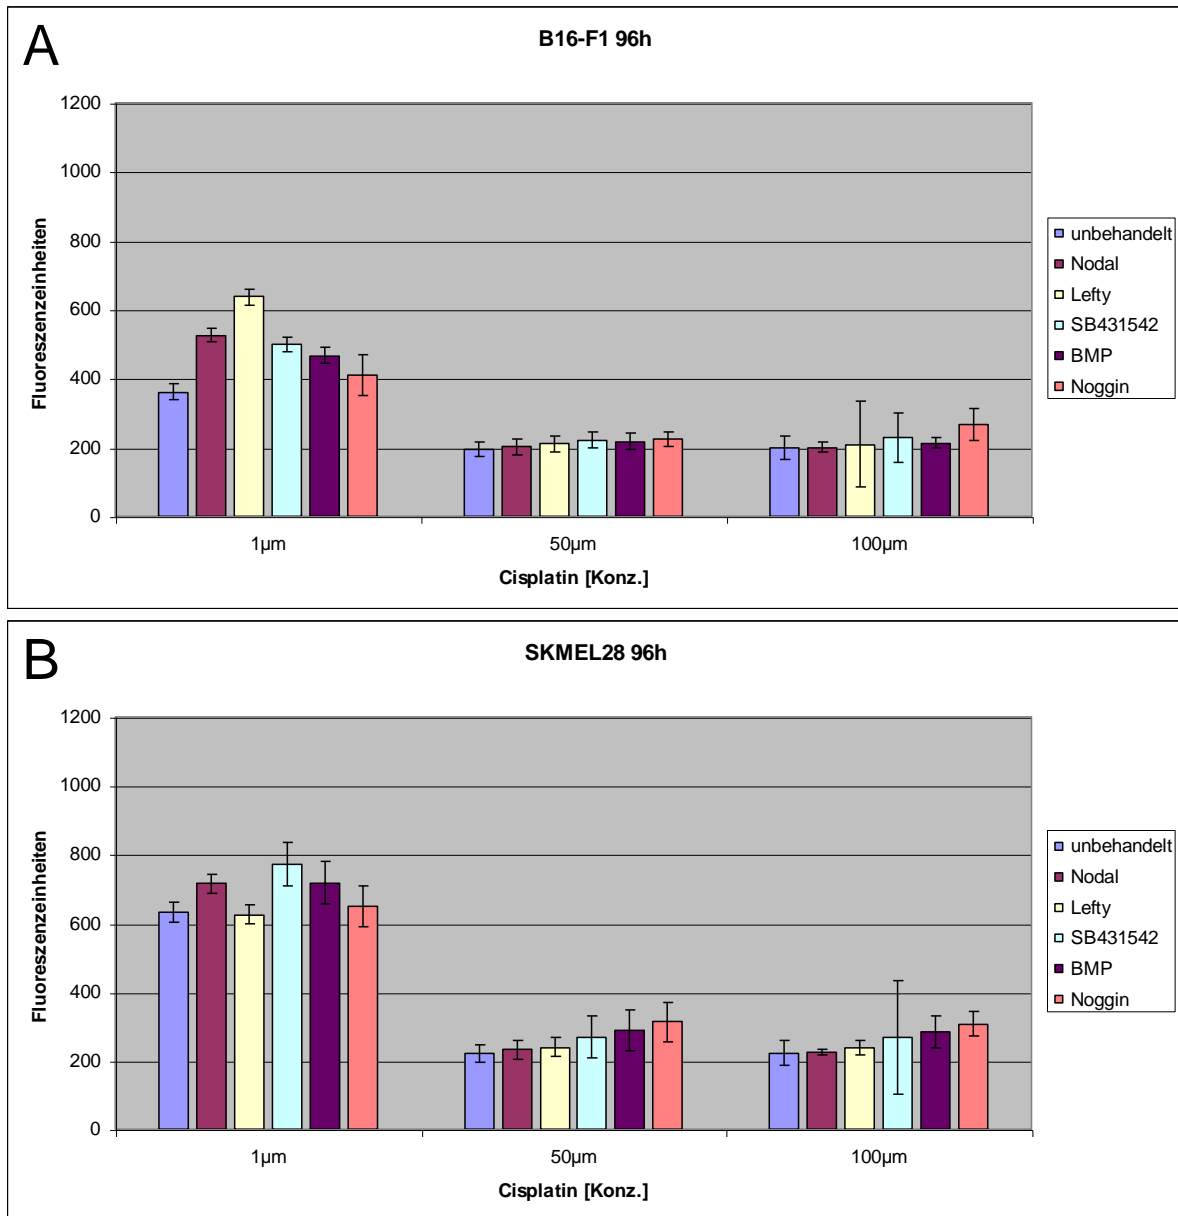 A
B16-F1 96h
Fluoreszenzeinheiten
1200
1000
800
600
400
200
0
1µm 50µm 100µm
Cisplatin [Konz.]
unbehandelt
Nodal
Lefty
SB431542
BMP
Noggin
B
SKMEL28 96h
Fluoreszenzeinheiten
1200
1000
800
600
400
200
0
1µm 50µm 100µm
Cisplatin [Konz.]
unbehandelt
Nodal
Lefty
SB431542
BMP
Noggin